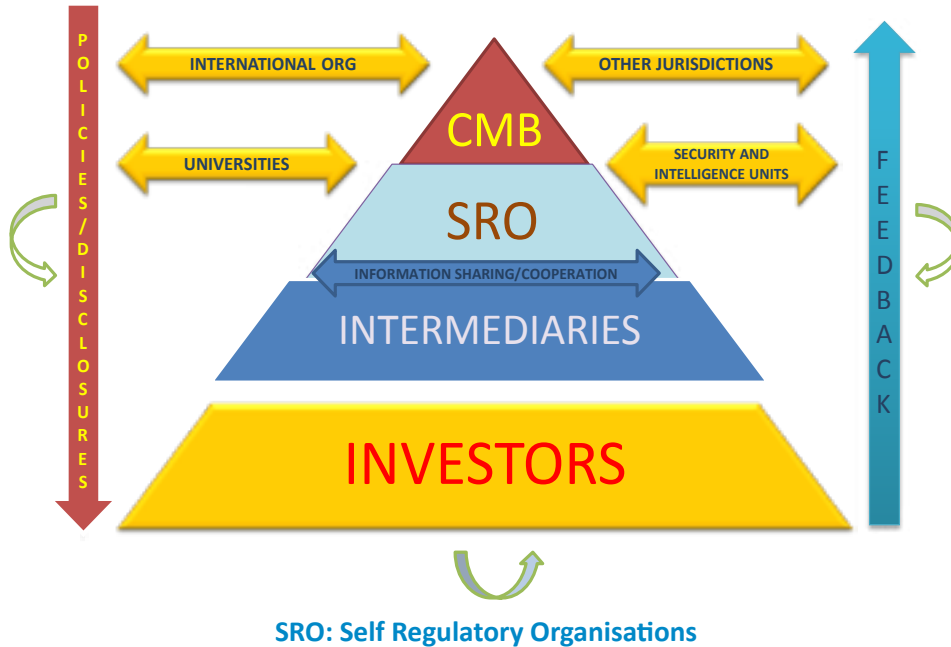 POLICIES/DISCLOSURES
INTERNATIONAL ORG
OTHER JURISDICTIONS
CMB
UNIVERSITIES
SECURITY AND
INTELLIGENCE UNITS
SRO
INFORMATION SHARING/COOPERATION
INTERMEDIARIES
INVESTORS
FEEDBACK
SRO: Self Regulatory Organisations